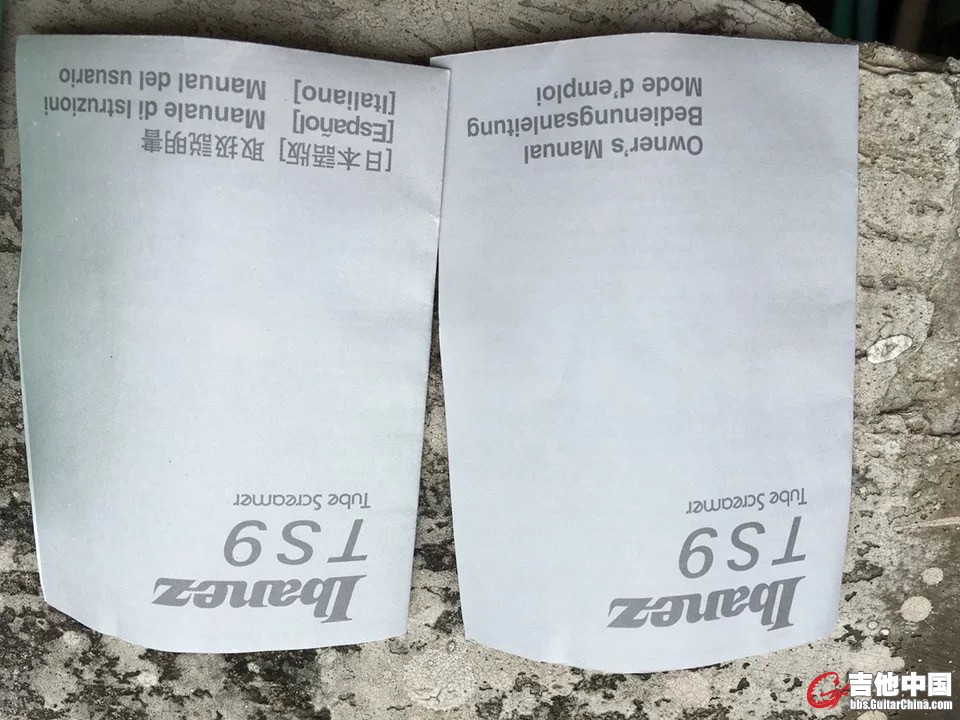 Ibanez
TS9
Tube Screamer
Owner's Manual
Bedienungsanleitung
Mode d'emploi
Ibanez
TS9
Tube Screamer
[日本語版] 取扱説明書
[Español] Manuale di Istruzioni
[Italiano] Manual del usuario
吉他中国
bbs.GuitarChina.com